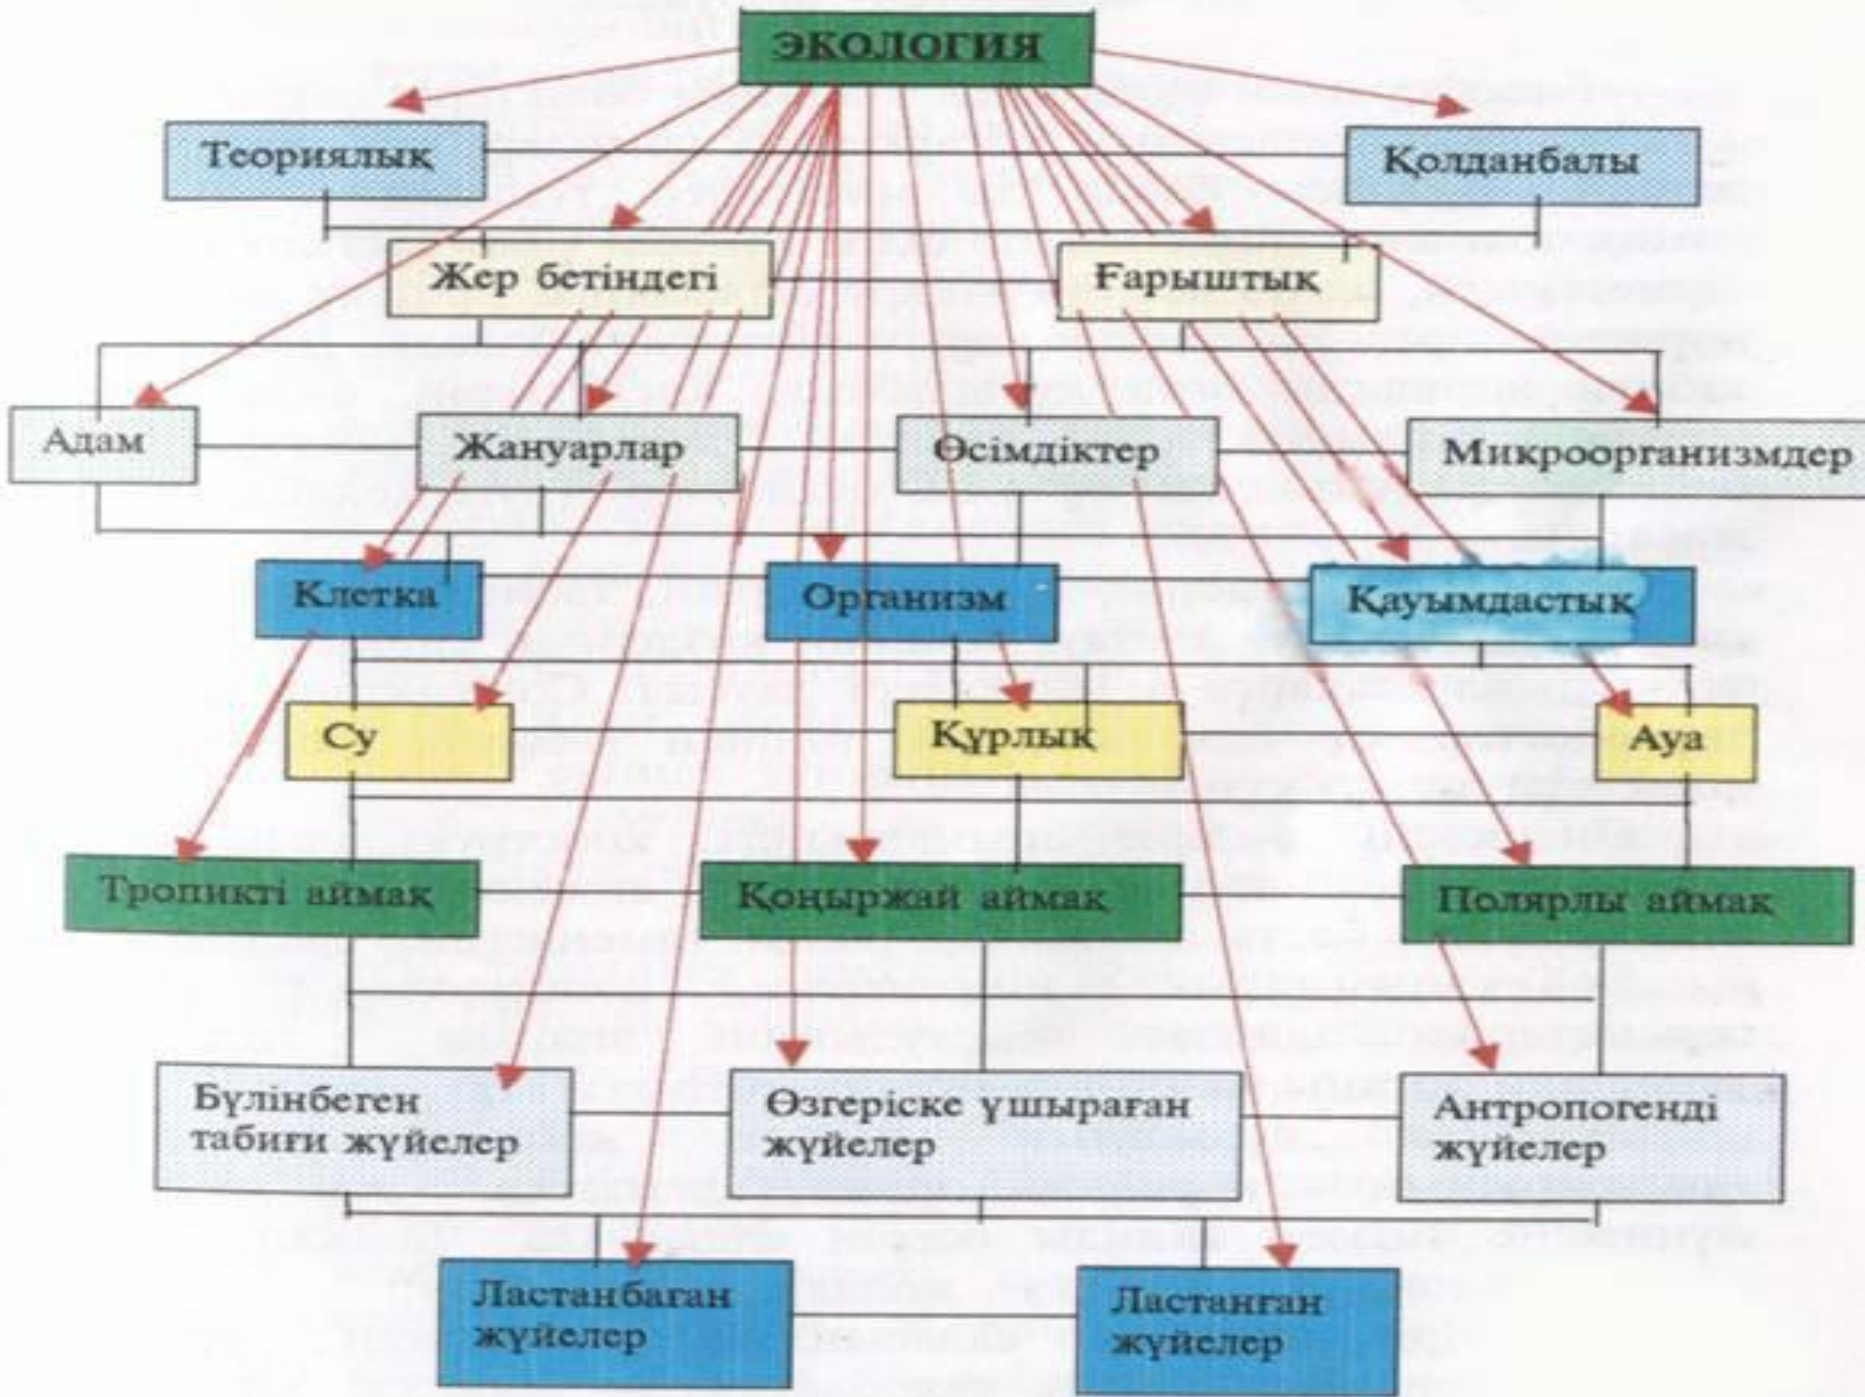 ЭКОЛОГИЯ
Теориялық
Қолданбалы
Жер бетіндегі
Ғарыштық
Адам
Жануарлар
Өсімдіктер
Микроорганизмдер
Клетка
Организм
Қауымдастық
Су
Құрлық
Ауа
Тропикті аймақ
Қоңыржай аймақ
Полярлы аймақ
Бүлінбеген
табиғи жүйелер
Өзгеріске ұшыраған
жүйелер
Антропогенді
жүйелер
Ластанбаган
жүйелер
Ластанған
жүйелер